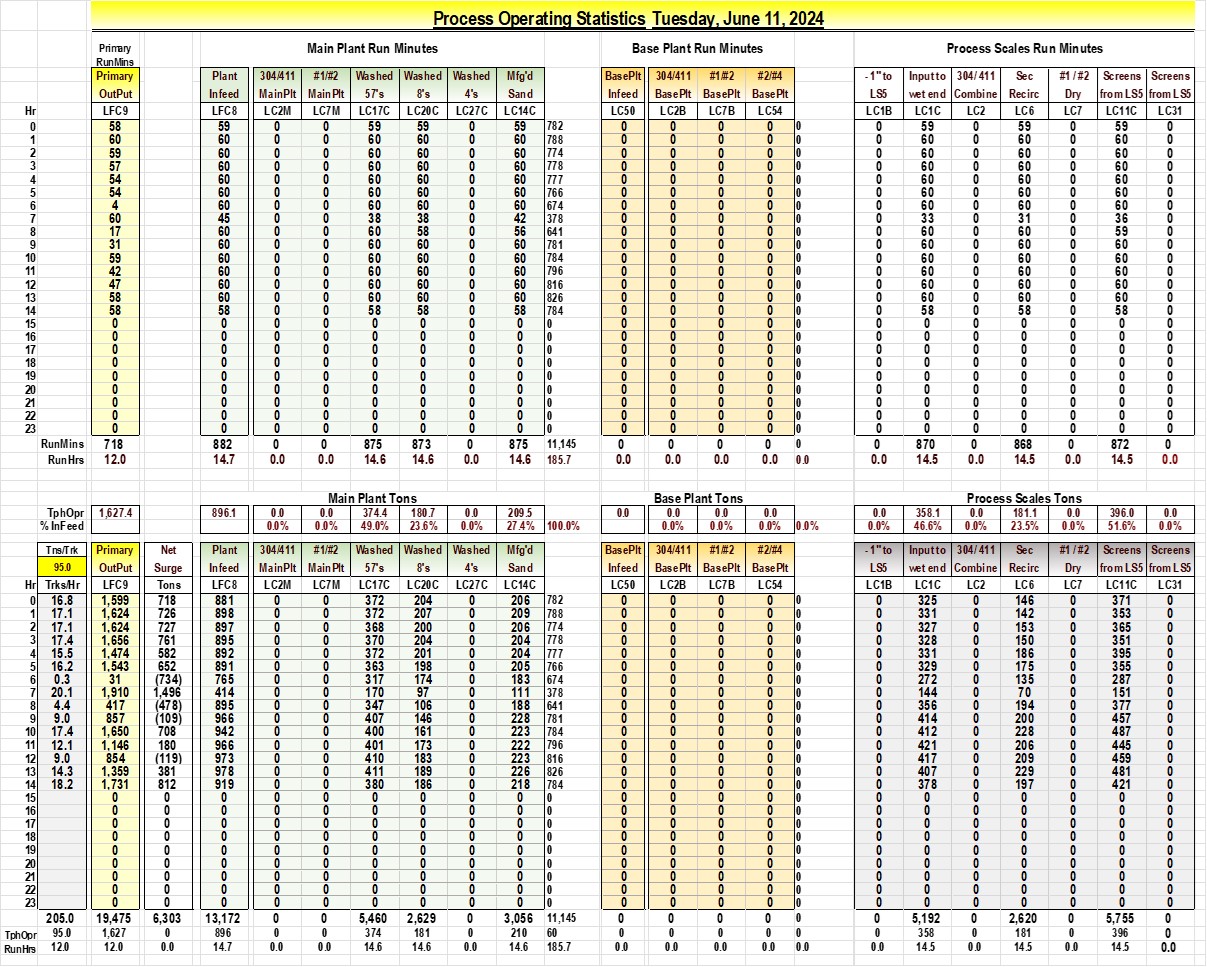 Process Operating Statistics Tuesday, June 11, 2024
Primary Main Plant Run Minutes Base Plant Run Minutes Process Scales Run Minutes
RunMins
Primary Plant 304/411 #1/#2 Washed Washed Washed Mfg'd BasePlt 304/411 #1/#2 #2/#4 - 1" to Input to 304/ 411 Sec #1 / #2 Screens Screens
OutPut Infeed MainPlt MainPlt 57's 8's 4's Sand Infeed BasePlt BasePlt BasePlt LS5 wet end Combine Recirc Dry from LS5 from LS5
Hr LFC9 LFC8 LC2M LC7M LC17C LC20C LC27C LC14C LC50 LC2B LC7B LC54 LC1B LC1C LC2 LC6 LC7 LC11C LC31
0 58 59 0 0 59 59 0 59 782 0 0 0 0 0 0 59 0 59 0 59 0
1 60 60 0 0 60 60 0 60 788 0 0 0 0 0 0 60 0 60 0 60 0
2 59 60 0 0 60 60 0 60 774 0 0 0 0 0 0 60 0 60 0 60 0
3 57 60 0 0 60 60 0 60 778 0 0 0 0 0 0 60 0 60 0 60 0
4 54 60 0 0 60 60 0 60 777 0 0 0 0 0 0 60 0 60 0 60 0
5 54 60 0 0 60 60 0 60 766 0 0 0 0 0 0 60 0 60 0 60 0
6 4 60 0 0 60 60 0 60 674 0 0 0 0 0 0 60 0 60 0 60 0
7 60 45 0 0 38 38 0 42 378 0 0 0 0 0 0 33 0 31 0 36 0
8 17 60 0 0 60 58 0 56 641 0 0 0 0 0 0 60 0 60 0 59 0
9 31 60 0 0 60 60 0 60 781 0 0 0 0 0 0 60 0 60 0 60 0
10 59 60 0 0 60 60 0 60 784 0 0 0 0 0 0 60 0 60 0 60 0
11 42 60 0 0 60 60 0 60 796 0 0 0 0 0 0 60 0 60 0 60 0
12 47 60 0 0 60 60 0 60 816 0 0 0 0 0 0 60 0 60 0 60 0
13 58 60 0 0 60 60 0 60 826 0 0 0 0 0 0 60 0 60 0 60 0
14 58 58 0 0 58 58 0 58 784 0 0 0 0 0 0 58 0 58 0 58 0
15 0 0 0 0 0 0 0 0 0 0 0 0 0 0 0 0 0 0 0 0 0
16 0 0 0 0 0 0 0 0 0 0 0 0 0 0 0 0 0 0 0 0 0
17 0 0 0 0 0 0 0 0 0 0 0 0 0 0 0 0 0 0 0 0 0
18 0 0 0 0 0 0 0 0 0 0 0 0 0 0 0 0 0 0 0 0 0
19 0 0 0 0 0 0 0 0 0 0 0 0 0 0 0 0 0 0 0 0 0
20 0 0 0 0 0 0 0 0 0 0 0 0 0 0 0 0 0 0 0 0 0
21 0 0 0 0 0 0 0 0 0 0 0 0 0 0 0 0 0 0 0 0 0
22 0 0 0 0 0 0 0 0 0 0 0 0 0 0 0 0 0 0 0 0 0
23 0 0 0 0 0 0 0 0 0 0 0 0 0 0 0 0 0 0 0 0 0
RunMins 718 882 0 0 875 873 0 875 11,145 0 0 0 0 0 0 870 0 868 0 872 0
Run Hrs 12.0 14.7 0.0 0.0 14.6 14.6 0.0 14.6 185.7 0.0 0.0 0.0 0.0 0.0 0.0 14.5 0.0 14.5 0.0 14.5 0.0
Main Plant Tons Base Plant Tons Process Scales Tons
TphOpr 1,627.4 896.1 0.0 0.0 374.4 180.7 0.0 209.5 0.0 0.0 0.0 0.0 0.0 358.1 0.0 181.1 0.0 396.0 0.0
% InFeed 0.0% 0.0% 49.0% 23.6% 0.0% 27.4% 100.0% 0.0% 0.0% 0.0% 0.0% 0.0% 46.6% 0.0% 23.5% 0.0% 51.6% 0.0%
Tns/Trk Primary Net Plant 304/411 #1/#2 Washed Washed Washed Mfg'd BasePlt 304/411 #1/#2 #2/#4 - 1" to Input to 304/ 411 Sec #1 / #2 Screens Screens
95.0 OutPut Surge Infeed MainPlt MainPlt 57's 8's 4's Sand Infeed BasePlt BasePlt BasePlt LS5 wet end Combine Recirc Dry from LS5 from LS5
Hr Trks/Hr LFC9 Tons LFC8 LC2M LC7M LC17C LC20C LC27C LC14C LC50 LC2B LC7B LC54 LC1B LC1C LC2 LC6 LC7 LC11C LC31
0 16.8 1,599 718 881 0 0 372 204 0 206 782 0 0 0 0 0 0 325 0 146 0 371 0
1 17.1 1,624 726 898 0 0 372 207 0 209 788 0 0 0 0 0 0 331 0 142 0 353 0
2 17.1 1,624 727 897 0 0 368 200 0 206 774 0 0 0 0 0 0 327 0 153 0 365 0
3 17.4 1,656 761 895 0 0 370 204 0 204 778 0 0 0 0 0 0 328 0 150 0 351 0
4 15.5 1,474 582 892 0 0 372 201 0 204 777 0 0 0 0 0 0 331 0 186 0 395 0
5 16.2 1,543 652 891 0 0 363 198 0 205 766 0 0 0 0 0 0 329 0 175 0 355 0
6 0.3 31 (734) 765 0 0 317 174 0 183 674 0 0 0 0 0 0 272 0 135 0 287 0
7 20.1 1,910 1,496 414 0 0 170 97 0 111 378 0 0 0 0 0 0 144 0 70 0 151 0
8 4.4 417 (478) 895 0 0 347 106 0 188 641 0 0 0 0 0 0 356 0 194 0 377 0
9 9.0 857 (109) 966 0 0 407 146 0 228 781 0 0 0 0 0 0 414 0 200 0 457 0
10 17.4 1,650 708 942 0 0 400 161 0 223 784 0 0 0 0 0 0 412 0 228 0 487 0
11 12.1 1,146 180 966 0 0 401 173 0 222 796 0 0 0 0 0 0 421 0 206 0 445 0
12 9.0 854 (119) 973 0 0 410 183 0 223 816 0 0 0 0 0 0 417 0 209 0 459 0
13 14.3 1,359 381 978 0 0 411 189 0 226 826 0 0 0 0 0 0 407 0 229 0 481 0
14 18.2 1,731 812 919 0 0 380 186 0 218 784 0 0 0 0 0 0 378 0 197 0 421 0
15 0 0 0 0 0 0 0 0 0 0 0 0 0 0 0 0 0 0 0 0 0 0
16 0 0 0 0 0 0 0 0 0 0 0 0 0 0 0 0 0 0 0 0 0 0
17 0 0 0 0 0 0 0 0 0 0 0 0 0 0 0 0 0 0 0 0 0 0
18 0 0 0 0 0 0 0 0 0 0 0 0 0 0 0 0 0 0 0 0 0 0
19 0 0 0 0 0 0 0 0 0 0 0 0 0 0 0 0 0 0 0 0 0 0
20 0 0 0 0 0 0 0 0 0 0 0 0 0 0 0 0 0 0 0 0 0 0
21 0 0 0 0 0 0 0 0 0 0 0 0 0 0 0 0 0 0 0 0 0 0
22 0 0 0 0 0 0 0 0 0 0 0 0 0 0 0 0 0 0 0 0 0 0
23 0 0 0 0 0 0 0 0 0 0 0 0 0 0 0 0 0 0 0 0 0 0
205.0 19,475 6,303 13,172 0 0 5,460 2,629 0 3,056 11,145 0 0 0 0 0 0 5,192 0 2,620 0 5,755 0
TphOpr 95.0 1,627 0 896 0 0 374 181 0 210 60 0 0 0 0 0 0 358 0 181 0 396 0
RunHrs 12.0 12.0 0.0 14.7 0.0 0.0 14.6 14.6 0.0 14.6 185.7 0.0 0.0 0.0 0.0 0.0 0.0 14.5 0.0 14.5 0.0 14.5 0.0